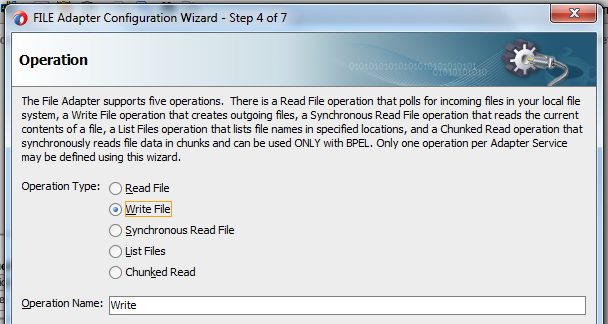 FILE Adapter Configuration Wizard - Step 4 of 7
Operation
0101010101010101010101010101
01010101010
The File Adapter supports five operations. There is a Read File operation that polls for incoming files in your local file
system, a Write File operation that creates outgoing files, a Synchronous Read File operation that reads the current
contents of a file, a List Files operation that lists file names in specified locations, and a Chunked Read operation that
synchronously reads file data in chunks and can be used ONLY with BPEL. Only one operation per Adapter Service
may be defined using this wizard.
Operation Type:
Read File
Write File
Synchronous Read File
List Files
Chunked Read
Operation Name: Write